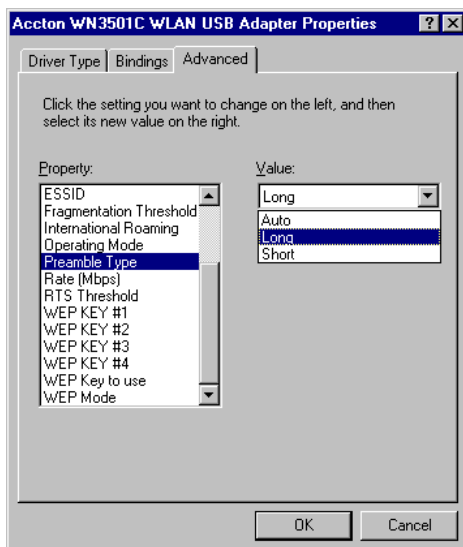 Accton WN3501C WLAN USB Adapter Properties
Driver Type
Bindings
Advanced
Click the setting you want to change on the left, and then
select its new value on the right.
Property:
ESSID
Fragmentation Threshold
International Roaming
Operating Mode
Preamble Type
Rate (Mbps)
RTS Threshold
WEP KEY #1
WEP KEY #2
WEP KEY #3
WEP KEY #4
WEP Key to use
WEP Mode
Value:
Long
Auto
Long
Short
OK
Cancel